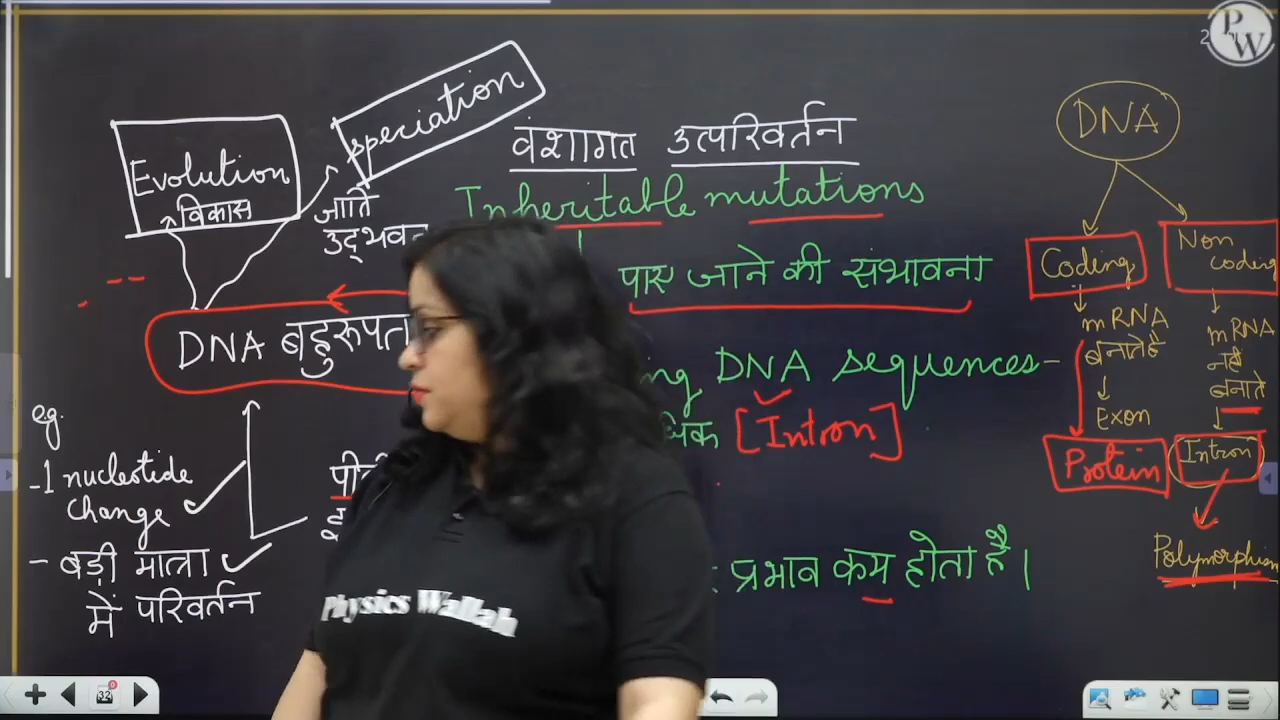 PW
Evolution
विकास
speciation
जाति
वंशागत उत्परिवर्तन
Inheritable mutations
पाए जाने की संभावना
DNA
Coding
Non
coding
mRNA
बनाते है
Exon
Protein
mRNA
नही
बनाते
Intron
Polymorphism
DNA बहुरूपता
DNA sequences-
[Intron]
eg.
-1 nucleotide
change
- बड़ी मात्रा
में परिवर्तन
प्रभाव कम होता है।
Physics Wallah
32